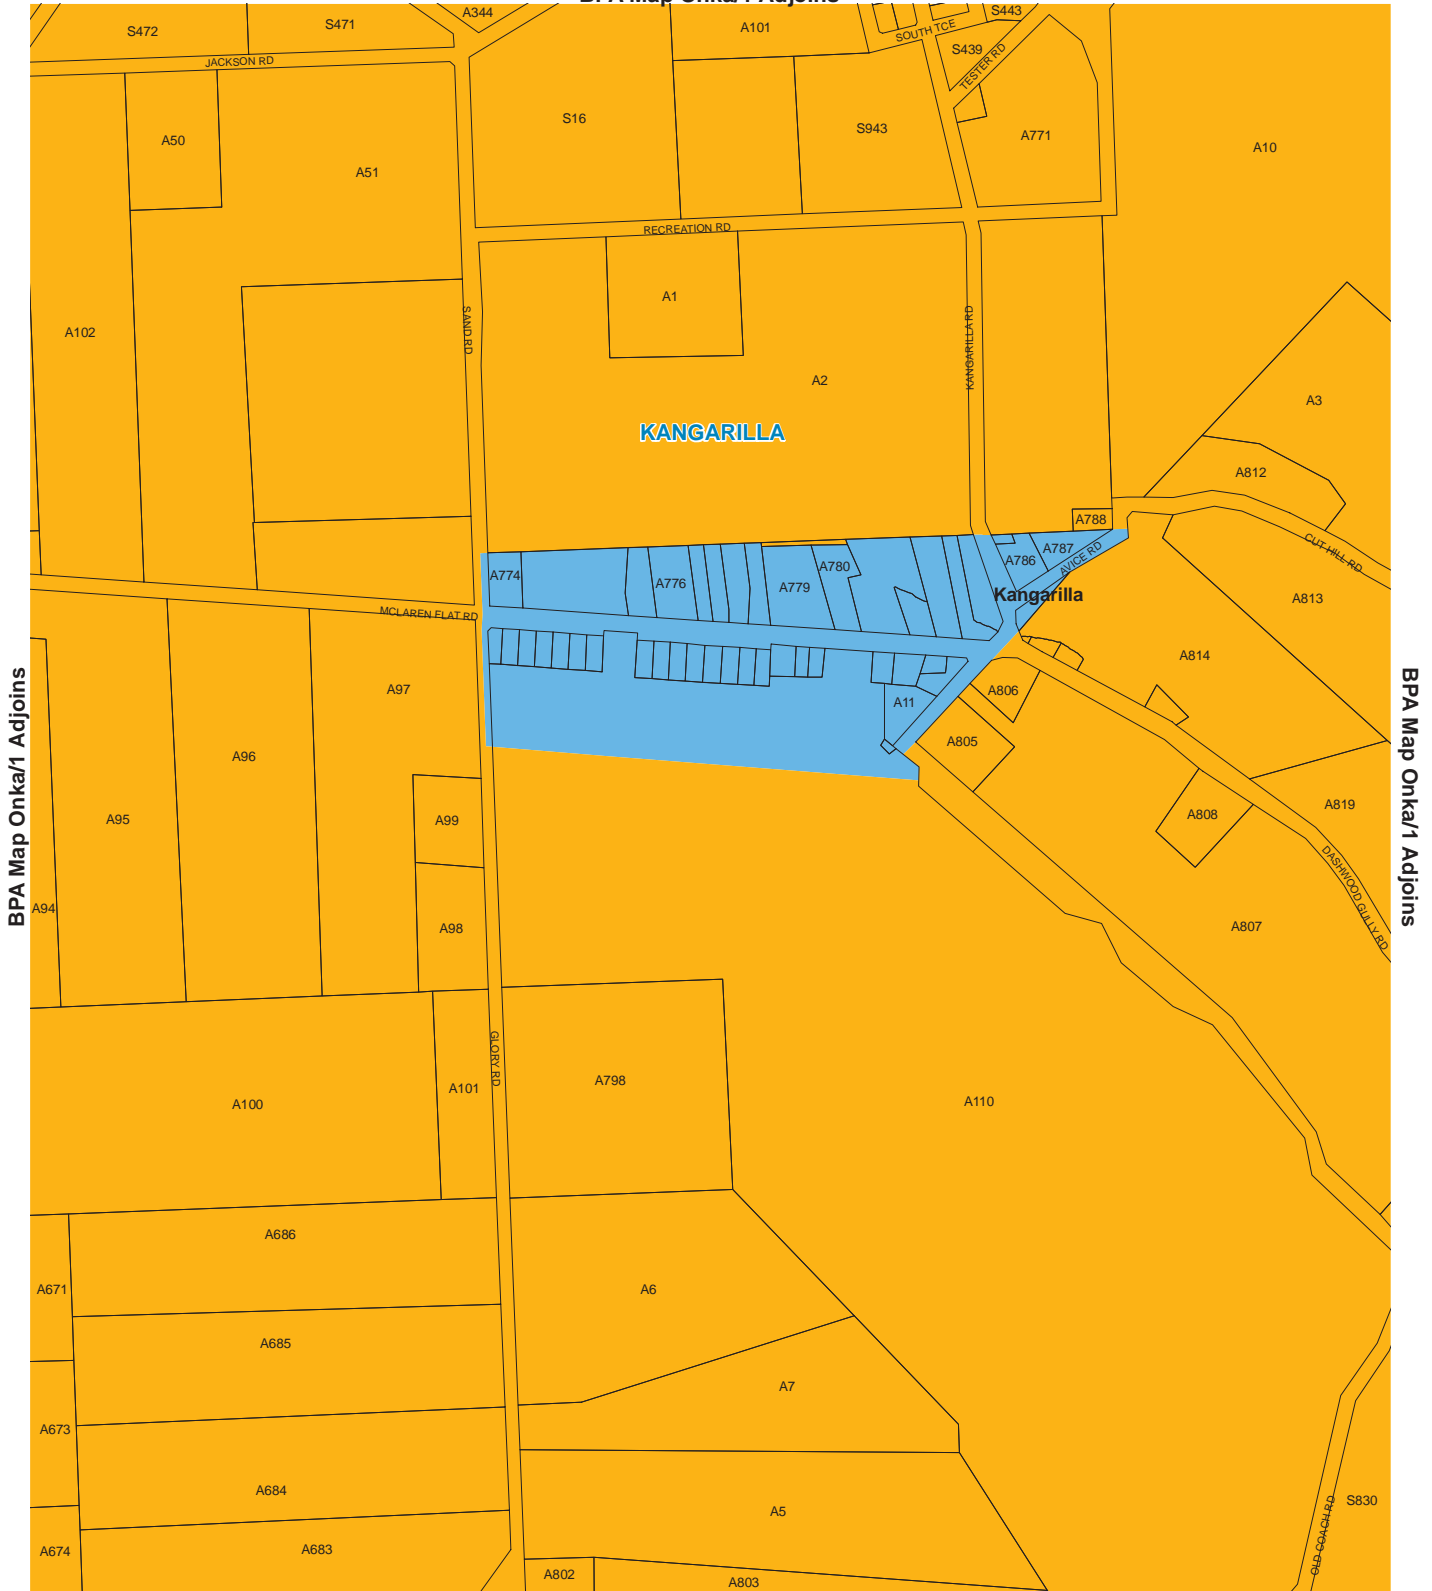 BPA Map Onka/1 Adjoins
S472
S471
A344
A101
S443
SOUTH TCE
S439
JACKSON RD
TESTER RD
S16
S943
A771
A10
A50
A51
RECREATION RD
A1
SAND RD
KANGARILLA RD
A102
A2
A3
KANGARILLA
A812
A788
CUT HILL RD
A774
A776
A779
A780
A786
A787
AVICE RD
Kangarilla
A813
MCLAREN FLAT RD
A814
A97
A806
A11
A805
A96
BPA Map Onka/1 Adjoins
BPA Map Onka/1 Adjoins
A95
A99
A808
A819
DASHWOOD GULLY RD
A94
A98
A807
GLORY RD
A798
A101
A100
A110
A686
A671
A6
A685
A7
A673
A684
A5
S830
OLD COACH RD
A674
A683
A802
A803